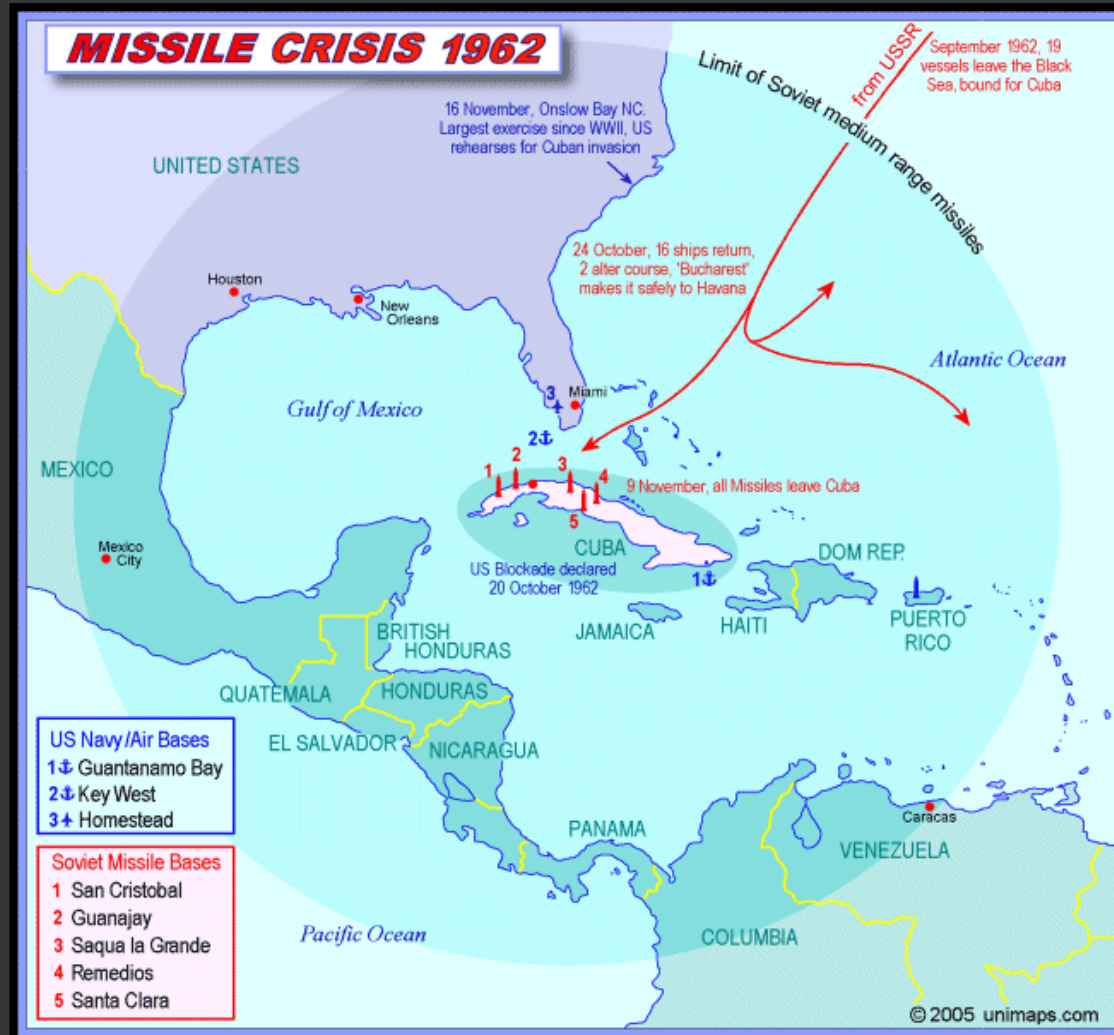 MISSILE CRISIS 1962
from USSR
September 1962, 19
vessels leave the Black
Sea, bound for Cuba
Limit of Soviet medium range missiles
16 November, Onslow Bay NC.
Largest exercise since WWII, US
rehearses for Cuban invasion
UNITED STATES
24 October, 16 ships return,
2 alter course, 'Bucharest'
makes it safely to Havana
Houston
New
Orleans
Atlantic Ocean
3 Miami
Gulf of Mexico
2
MEXICO
1
2
3
4
9 November, all Missiles leave Cuba
5
Mexico
City
CUBA
DOM REP.
US Blockade declared
20 October 1962
1
JAMAICA
HAITI
PUERTO
RICO
BRITISH
HONDURAS
QUATEMALA
HONDURAS
EL SALVADOR
NICARAGUA
US Navy/Air Bases
1 Guantanamo Bay
2 Key West
3 Homestead
PANAMA
Caracas
VENEZUELA
COLUMBIA
Soviet Missile Bases
1 San Cristobal
2 Guanajay
3 Saqua la Grande
4 Remedios
5 Santa Clara
Pacific Ocean
© 2005 unimaps.com